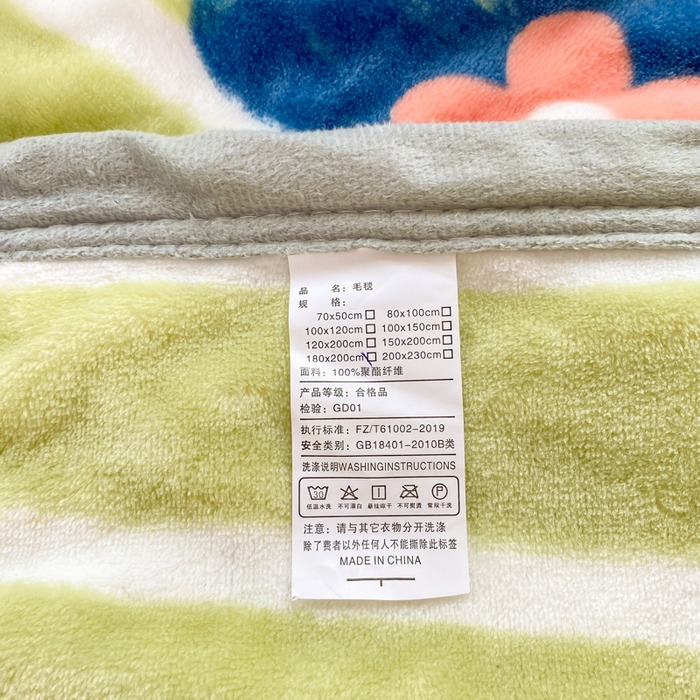 品 名：毛毯
规 格：
70x50cm□ 80x100cm□
100x120cm□ 100x150cm□
120x200cm□ 150x200cm□
180x200cm□ 200x230cm□
面料：100%聚酯纤维
产品等级：合格品
检验：GD01
执行标准：FZ/T61002-2019
安全类别：GB18401-2010B类
洗涤说明WASHINGINSTRUCTIONS
30 P
低温水洗 不可漂白 悬挂晾干 不可熨烫 常规干洗
注意：请与其它衣物分开洗涤
除了费者以外任何人不能撕除此标签
MADE IN CHINA